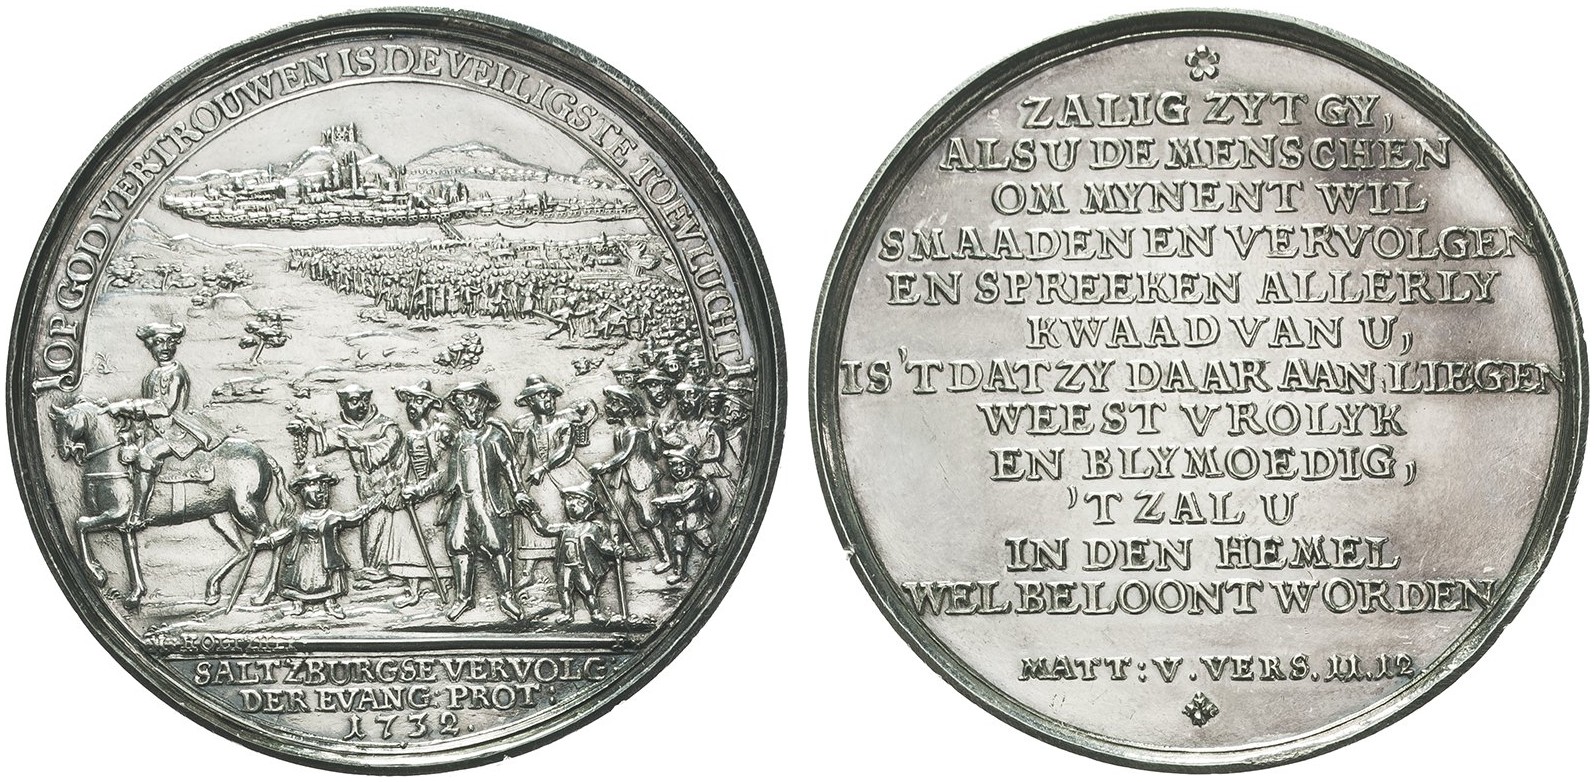 OP GOD VERTROUWEN IS DE VEILIGSTE TOEVLUCHT
SALTZBURGSE VERVOLG:
DER EVANG: PROT:
1732.
ZALIG ZYT GY,
ALS U DE MENSCHEN
OM MYNENT WIL
SMAADEN EN VERVOLGEN
EN SPREEKEN ALLERLY
KWAAD VAN U,
IS 'T DAT ZY DAAR AAN LIEGEN
WEEST VROLYK
EN BLYMOEDIG,
'T ZAL U
IN DEN HEMEL
WEL BELOONT WORDEN
MATT: V. VERS. 11. 12